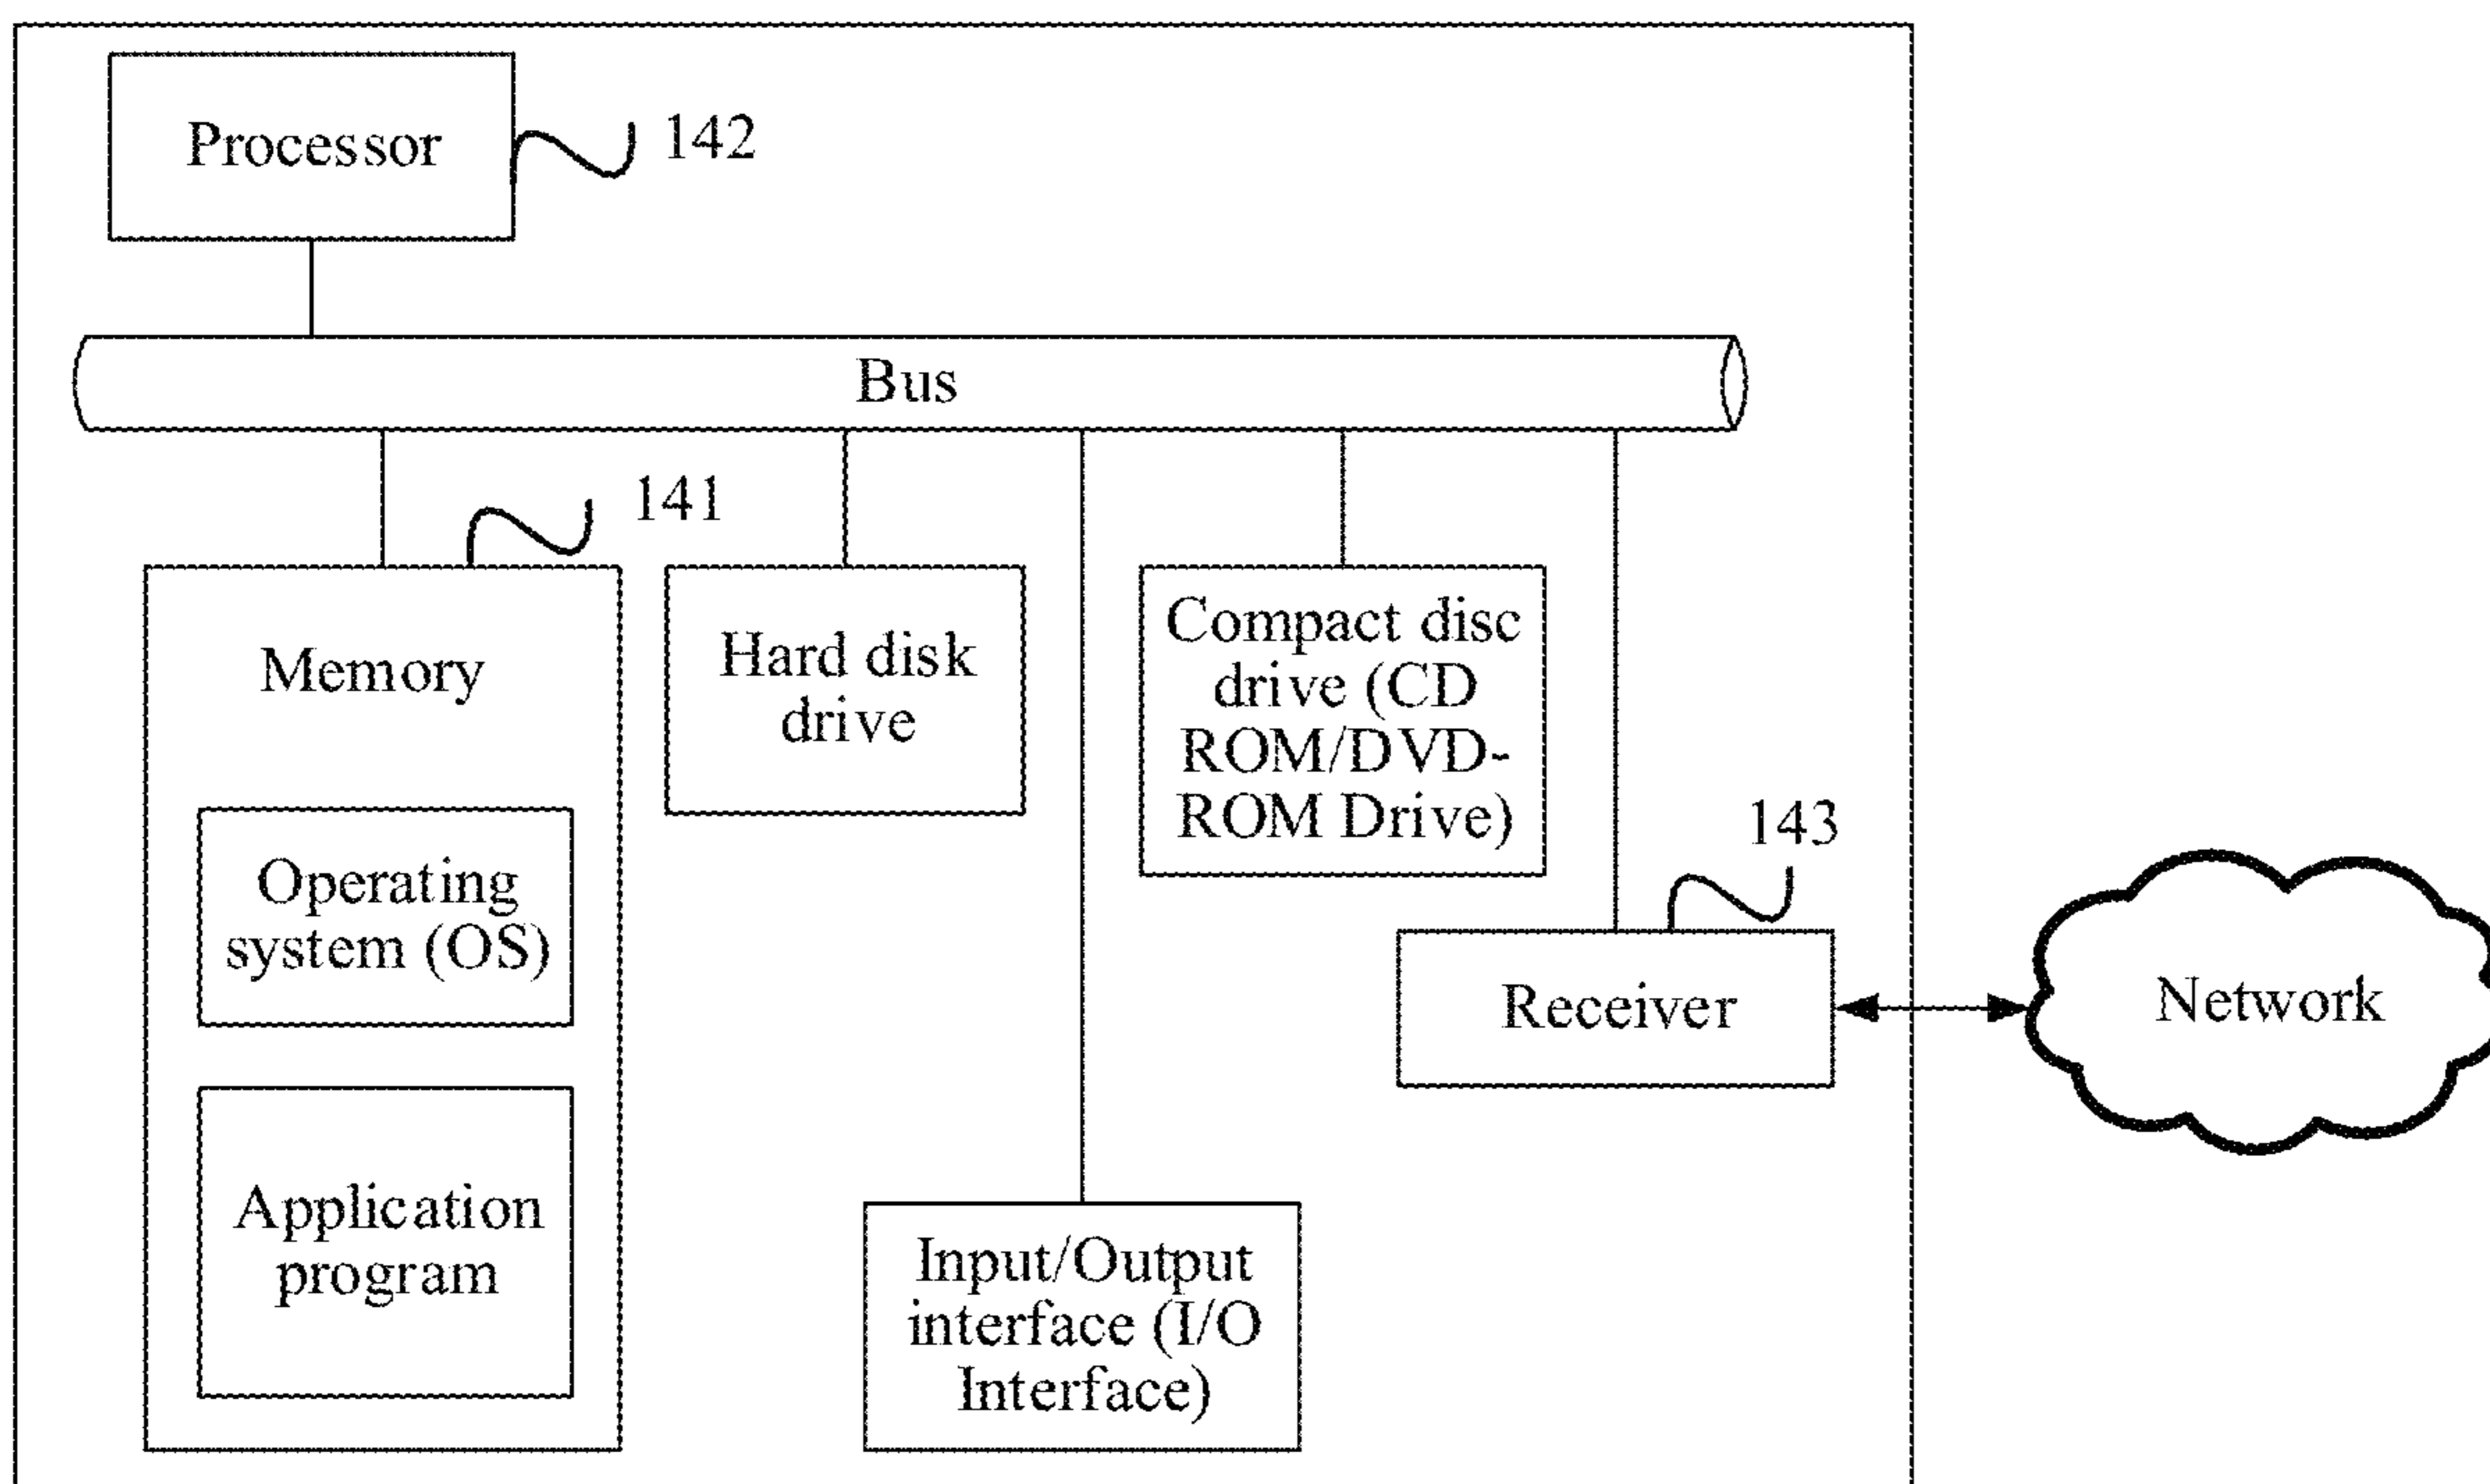 Processor
142
Bus
141
Memory
Hard disk
drive
Compact disc
drive (CD
ROM/DVD-
ROM Drive)
143
Operating
system (OS)
Receiver
Network
Application
program
Input/Output
interface (I/O
Interface)